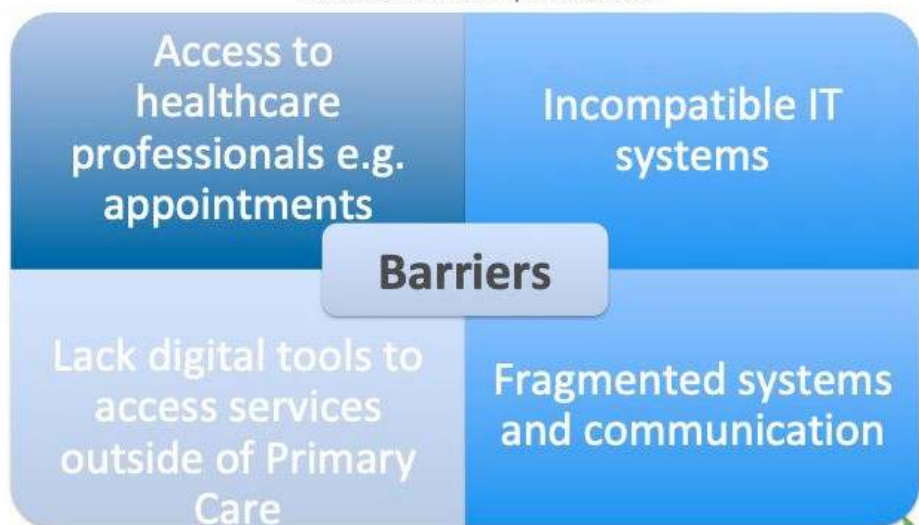 Access to
healthcare
professionals e.g.
appointments
Incompatible IT
systems
Barriers
Lack digital tools to
access services
outside of Primary
Care
Fragmented systems
and communication